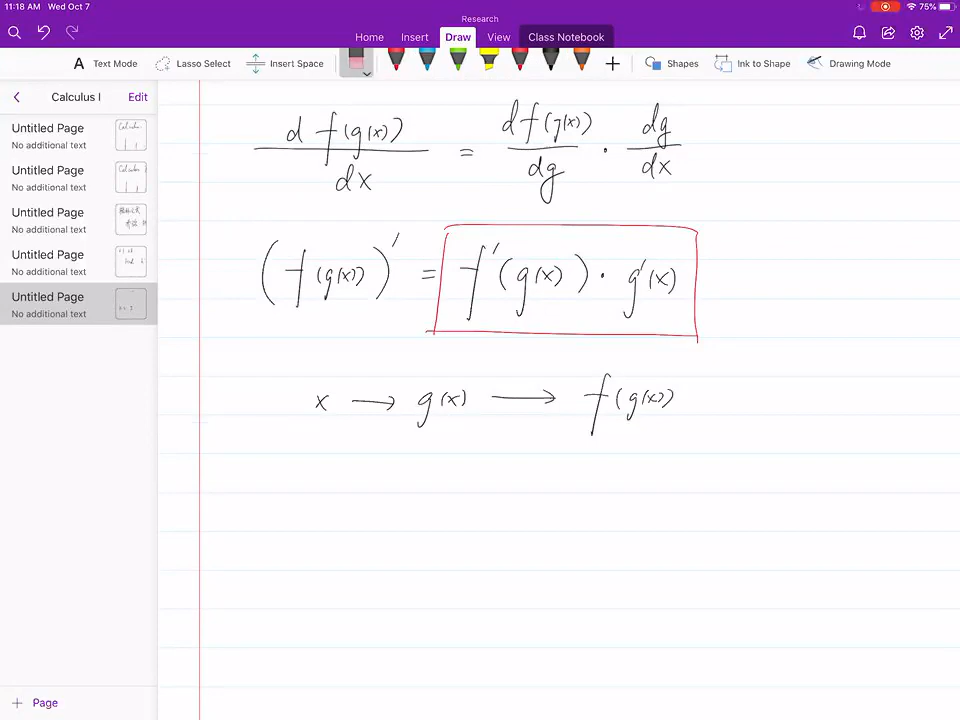 11:18 AM Wed Oct 7
75%
Research
Home Insert Draw View Class Notebook
Text Mode Lasso Select Insert Space Shapes Ink to Shape Drawing Mode
Calculus I Edit
Untitled Page
No additional text
Untitled Page
No additional text
Untitled Page
No additional text
Untitled Page
No additional text
Untitled Page
No additional text
Page
d f(g(x)) / dx = d f(g(x)) / dg · dg / dx
(f(g(x)))' = f'(g(x)) · g'(x)
x → g(x) → f(g(x))